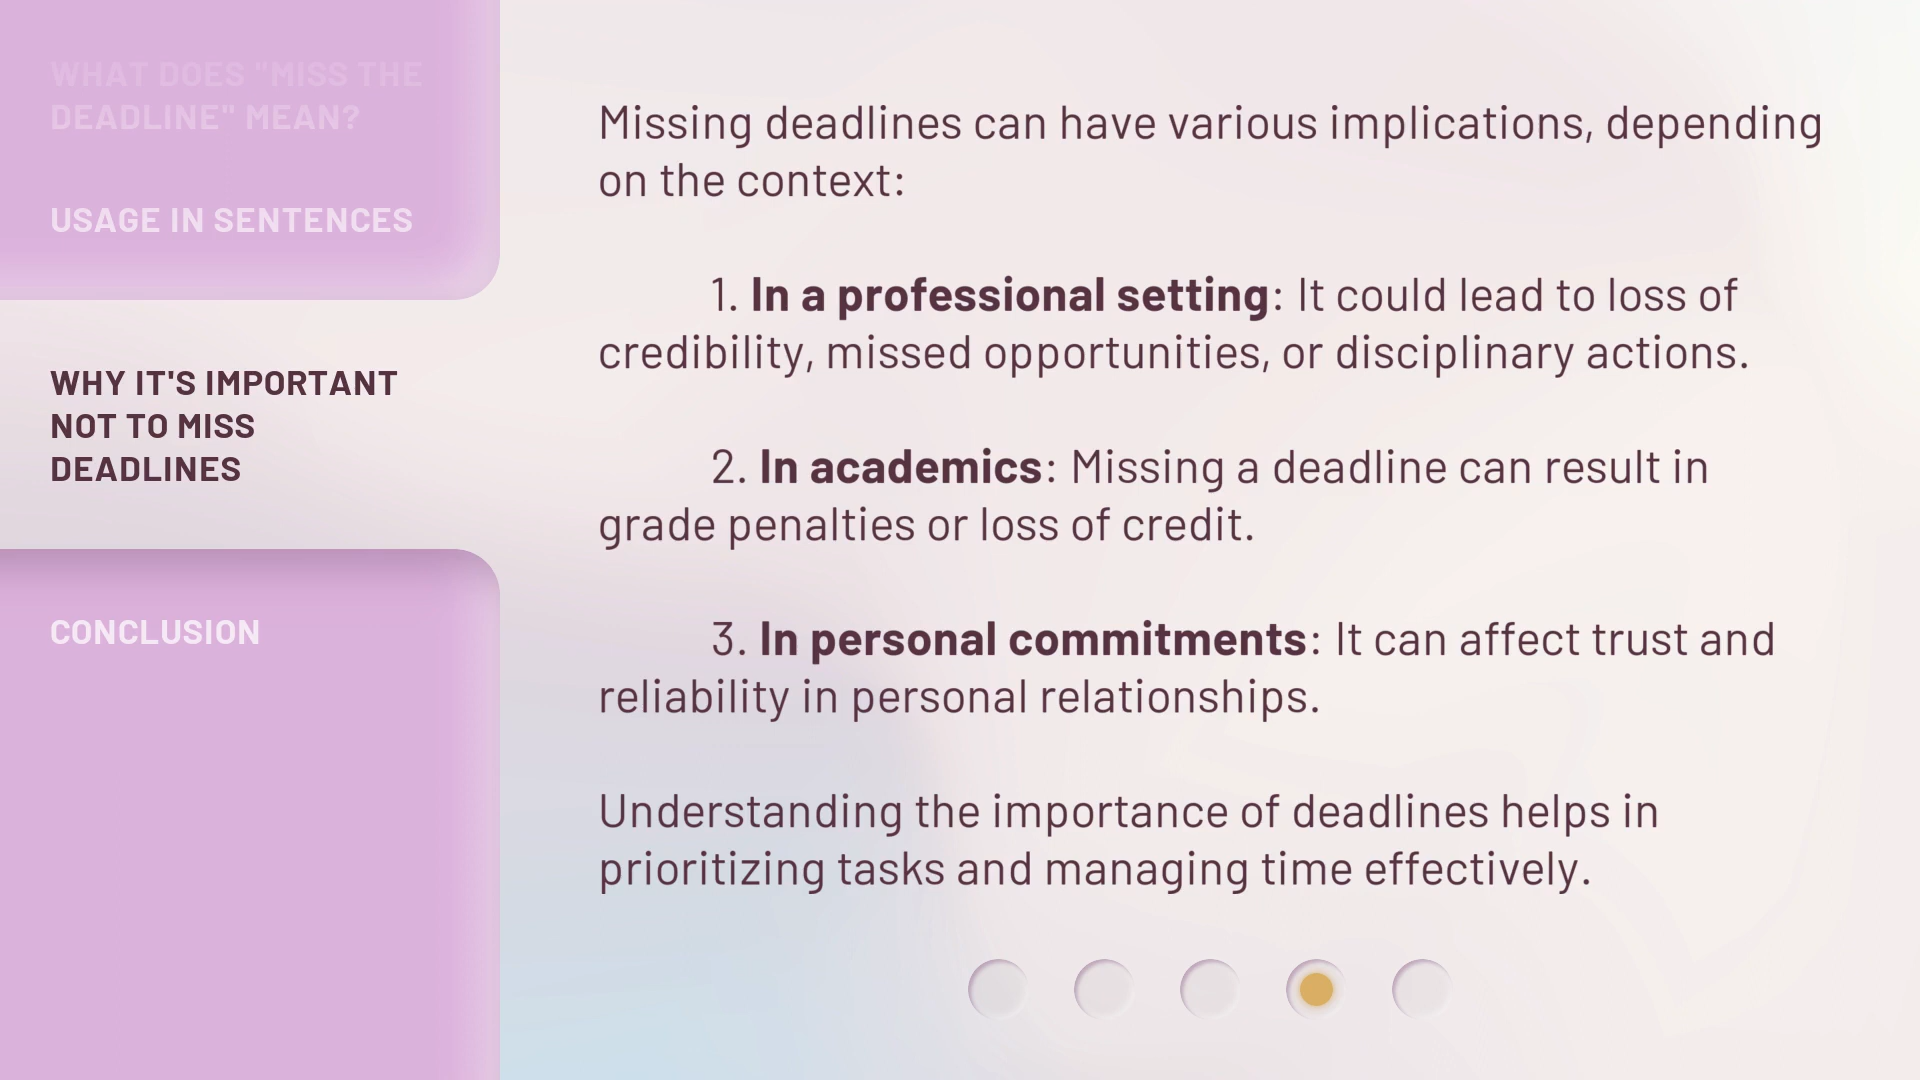 WHAT DOES "MISS THE
DEADLINE" MEAN?
USAGE IN SENTENCES
WHY IT'S IMPORTANT
NOT TO MISS
DEADLINES
CONCLUSION
Missing deadlines can have various implications, depending
on the context:
1. In a professional setting: It could lead to loss of
credibility, missed opportunities, or disciplinary actions.
2. In academics: Missing a deadline can result in
grade penalties or loss of credit.
3. In personal commitments: It can affect trust and
reliability in personal relationships.
Understanding the importance of deadlines helps in
prioritizing tasks and managing time effectively.